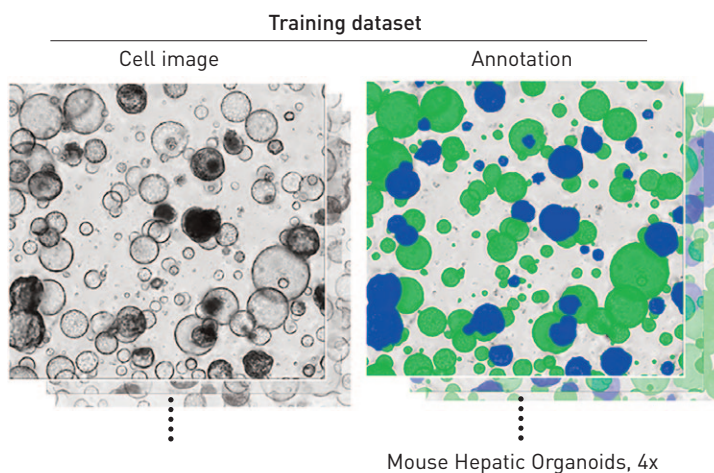 Training dataset
Cell image
Annotation
Mouse Hepatic Organoids, 4x